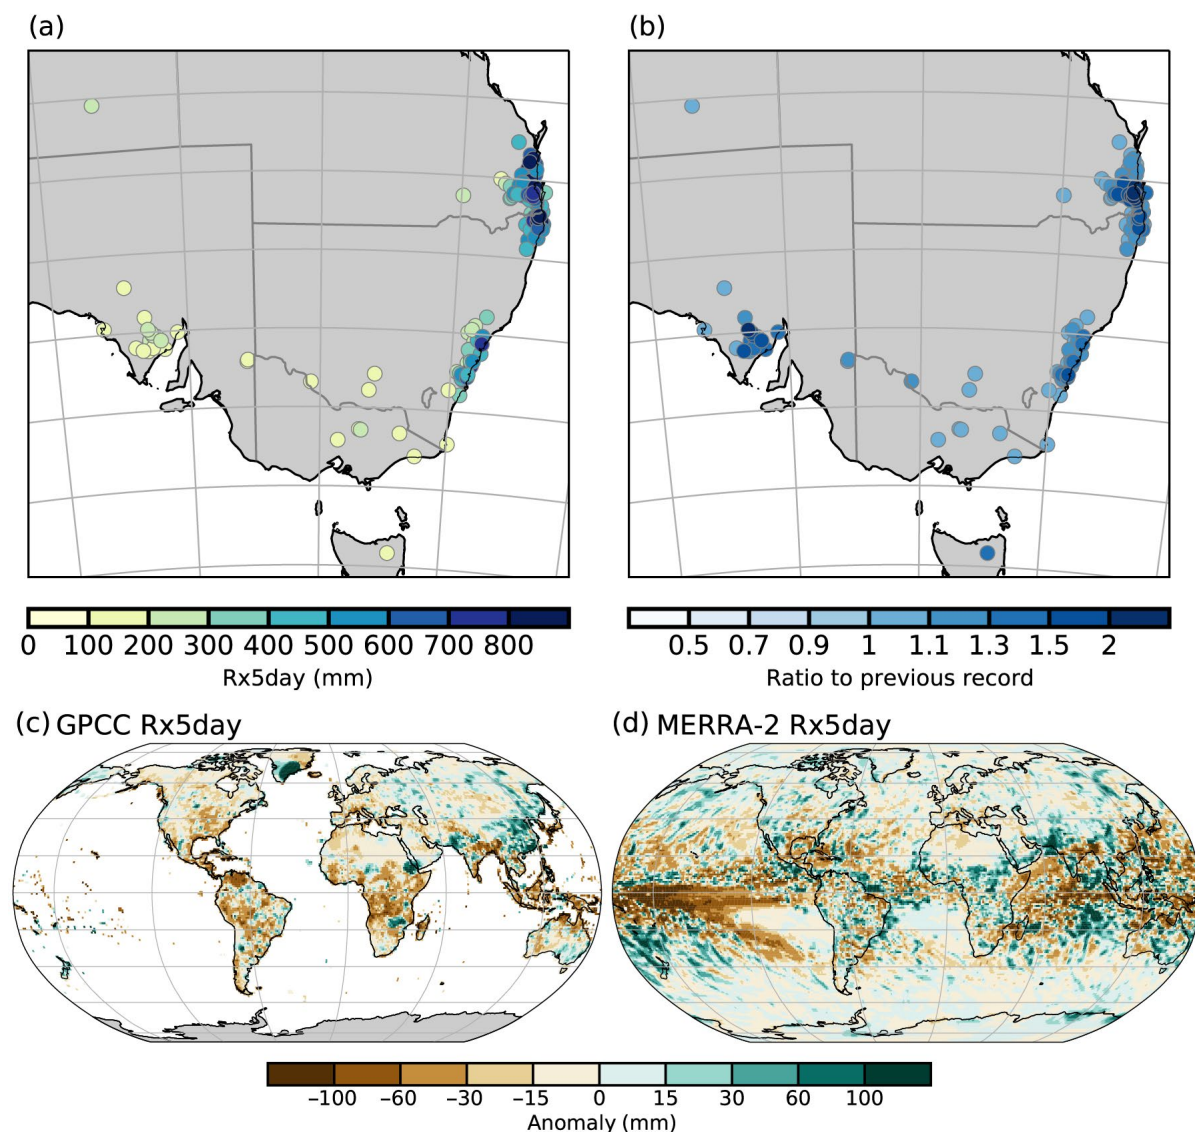 (a)
(b)
0 100 200 300 400 500 600 700 800
Rx5day (mm)
0.5 0.7 0.9 1 1.1 1.3 1.5 2
Ratio to previous record
(c) GPCC Rx5day
(d) MERRA-2 Rx5day
–100 –60 –30 –15 0 15 30 60 100
Anomaly (mm)